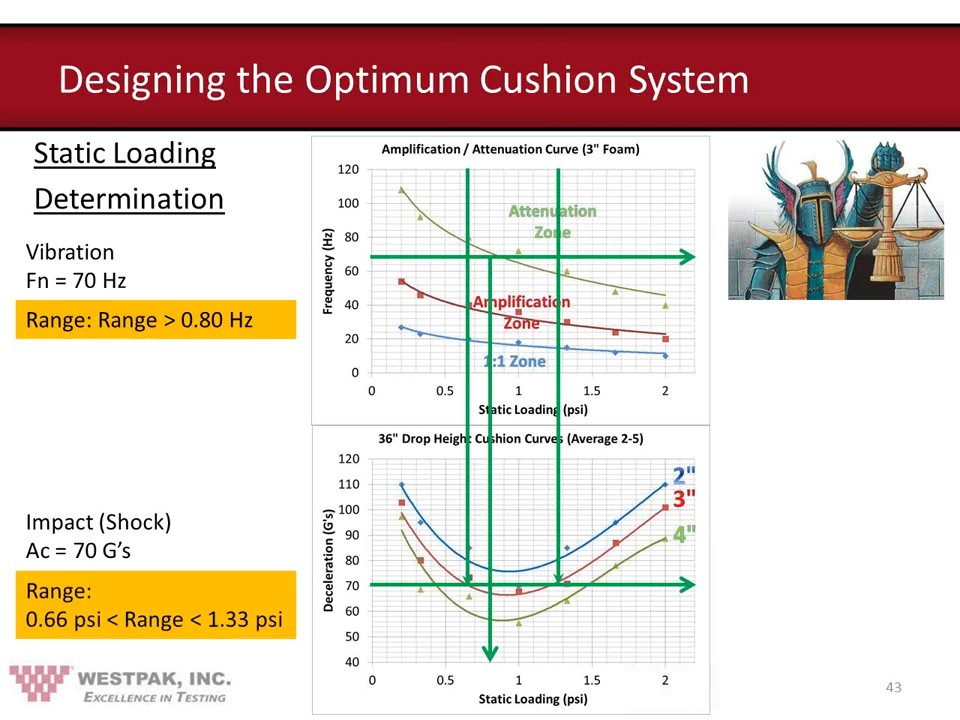 Designing the Optimum Cushion System
Static Loading
Determination
Vibration
Fn = 70 Hz
Range: Range > 0.80 Hz
Impact (Shock)
Ac = 70 G's
Range:
0.66 psi < Range < 1.33 psi
Amplification / Attenuation Curve (3" Foam)
120
100
80
60
40
20
0
Frequency (Hz)
Attenuation
Zone
Amplification
Zone
1:1 Zone
0 0.5 1 1.5 2
Static Loading (psi)
36" Drop Height Cushion Curves (Average 2-5)
120
110
100
90
80
70
60
50
40
Deceleration (G's)
2"
3"
4"
0 0.5 1 1.5 2
Static Loading (psi)
WESTPAK, INC.
EXCELLENCE IN TESTING
43